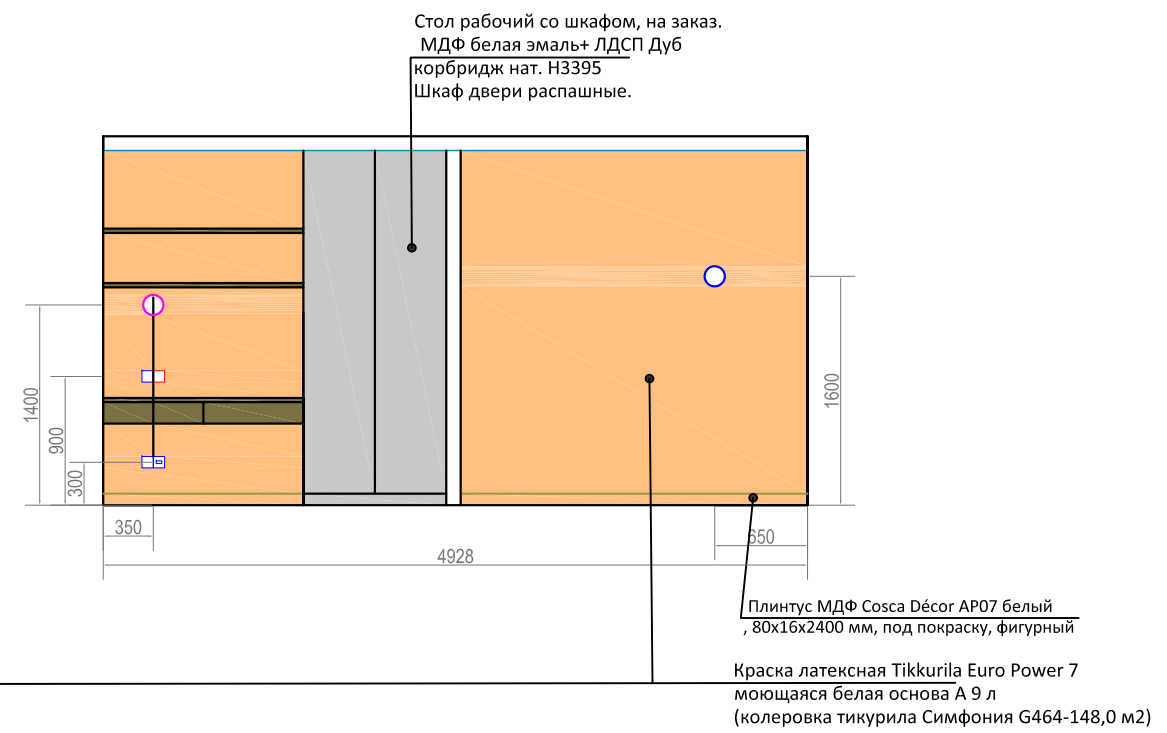 Стол рабочий со шкафом, на заказ.
МДФ белая эмаль+ ЛДСП Дуб
корбридж нат. H3395
Шкаф двери распашные.
1400
900
300
1600
350
650
4928
Плинтус МДФ Cosca Décor AP07 белый
, 80х16х2400 мм, под покраску, фигурный
Краска латексная Tikkurila Euro Power 7
моющаяся белая основа А 9 л
(колеровка тикурила Симфония G464-148,0 м2)